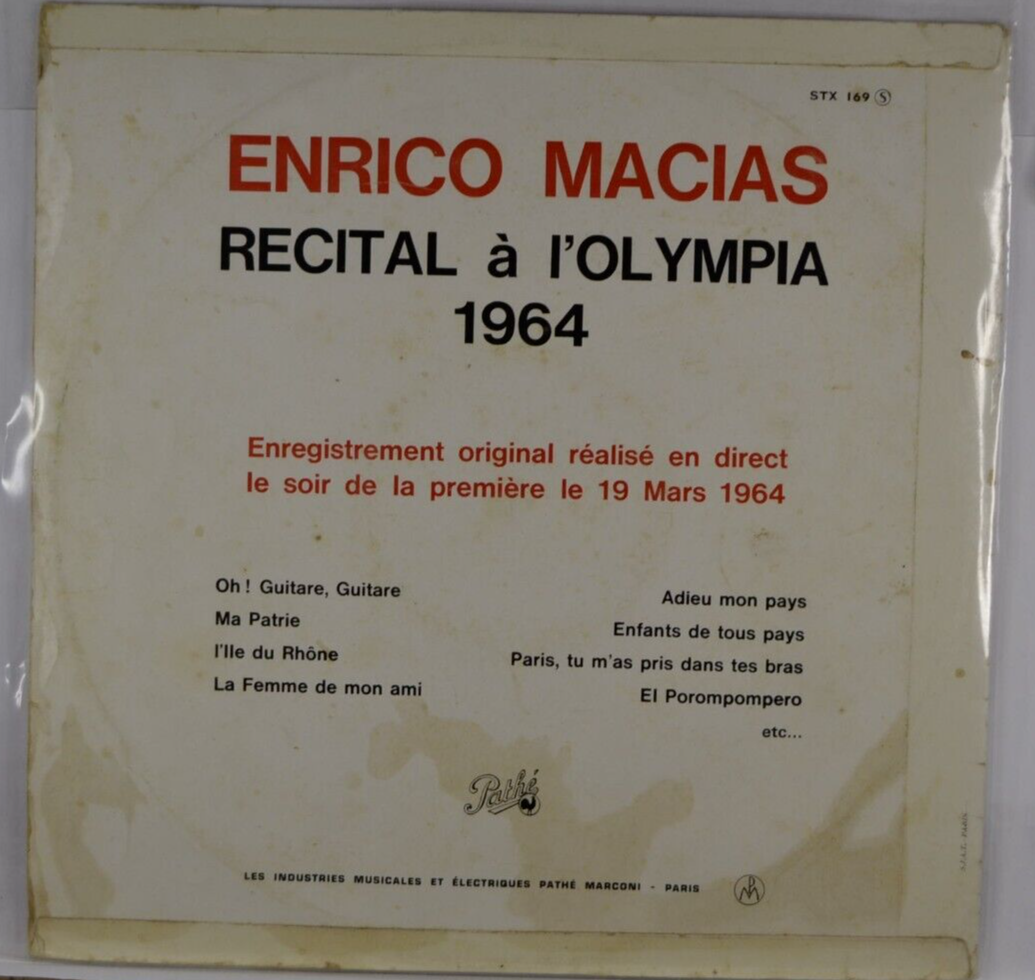 STX 169 S
ENRICO MACIAS
RECITAL à l'OLYMPIA
1964
Enregistrement original réalisé en direct
le soir de la première le 19 Mars 1964
Oh! Guitare, Guitare
Ma Patrie
l'Ile du Rhône
La Femme de mon ami
Adieu mon pays
Enfants de tous pays
Paris, tu m'as pris dans tes bras
El Porompompero
etc...
Pathé
LES INDUSTRIES MUSICALES ET ÉLECTRIQUES PATHÉ MARCONI - PARIS